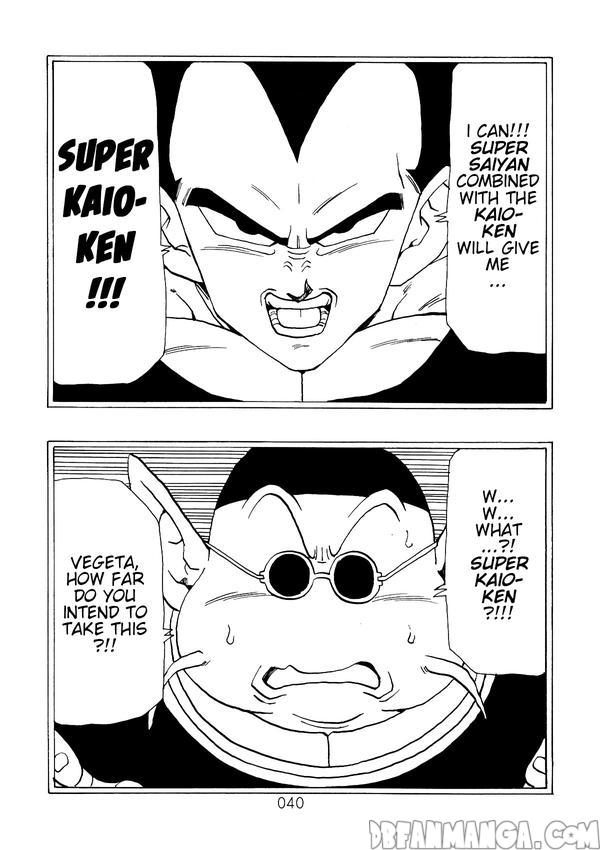 I CAN!!!
SUPER
SAIYAN
COMBINED
WITH THE
KAIO-
KEN
WILL GIVE
ME
...
SUPER
KAIO-
KEN
!!!
W...
W...
WHAT
...?!
SUPER
KAIO-
KEN
?!!!
VEGETA,
HOW FAR
DO YOU
INTEND TO
TAKE THIS
?!!
040
DBFANMANGA.COM